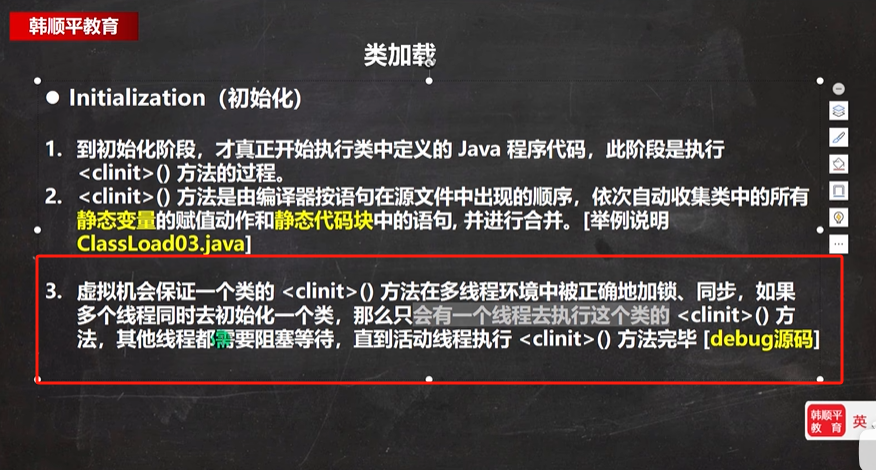 韩顺平教育
类加载
● Initialization（初始化）
1. 到初始化阶段，才真正开始执行类中定义的 Java 程序代码，此阶段是执行
<clinit>() 方法的过程。
2. <clinit>() 方法是由编译器按语句在源文件中出现的顺序，依次自动收集类中的所有
静态变量的赋值动作和静态代码块中的语句, 并进行合并。[举例说明
ClassLoad03.java]
3. 虚拟机会保证一个类的 <clinit>() 方法在多线程环境中被正确地加锁、同步，如果
多个线程同时去初始化一个类，那么只会有一个线程去执行这个类的 <clinit>() 方
法，其他线程都需要阻塞等待，直到活动线程执行 <clinit>() 方法完毕 [debug源码]
韩顺平
教 育
英